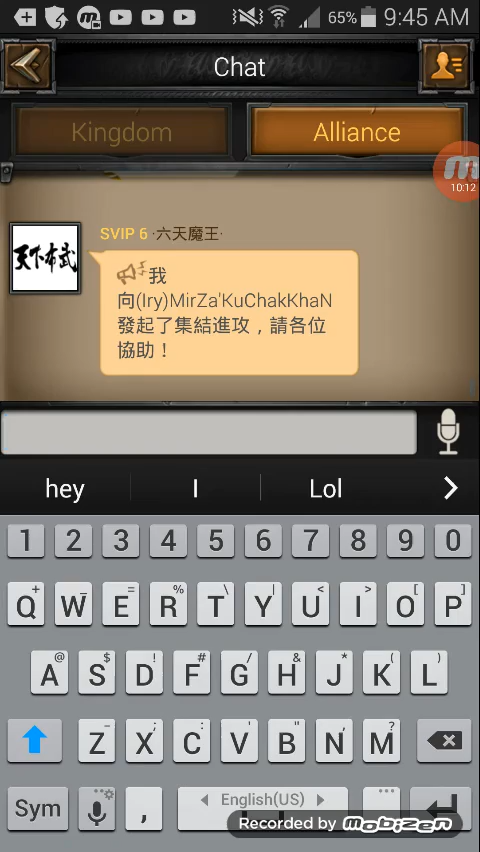 65% 9:45 AM
Chat
Kingdom Alliance
10:12
SVIP 6 ·六天魔王·
天下布武
我
向(Iry)MirZa'KuChakKhaN
發起了集結進攻，請各位
協助！
hey I Lol
1 2 3 4 5 6 7 8 9 0
+ − = % \ | < > [ ]
Q W E R T Y U I O P
@ $ ! # / & * ( )
A S D F G H J K L
- ; : ' " , ?
Z X C V B N M
Sym , English(US)
Recorded by MOBIZEN